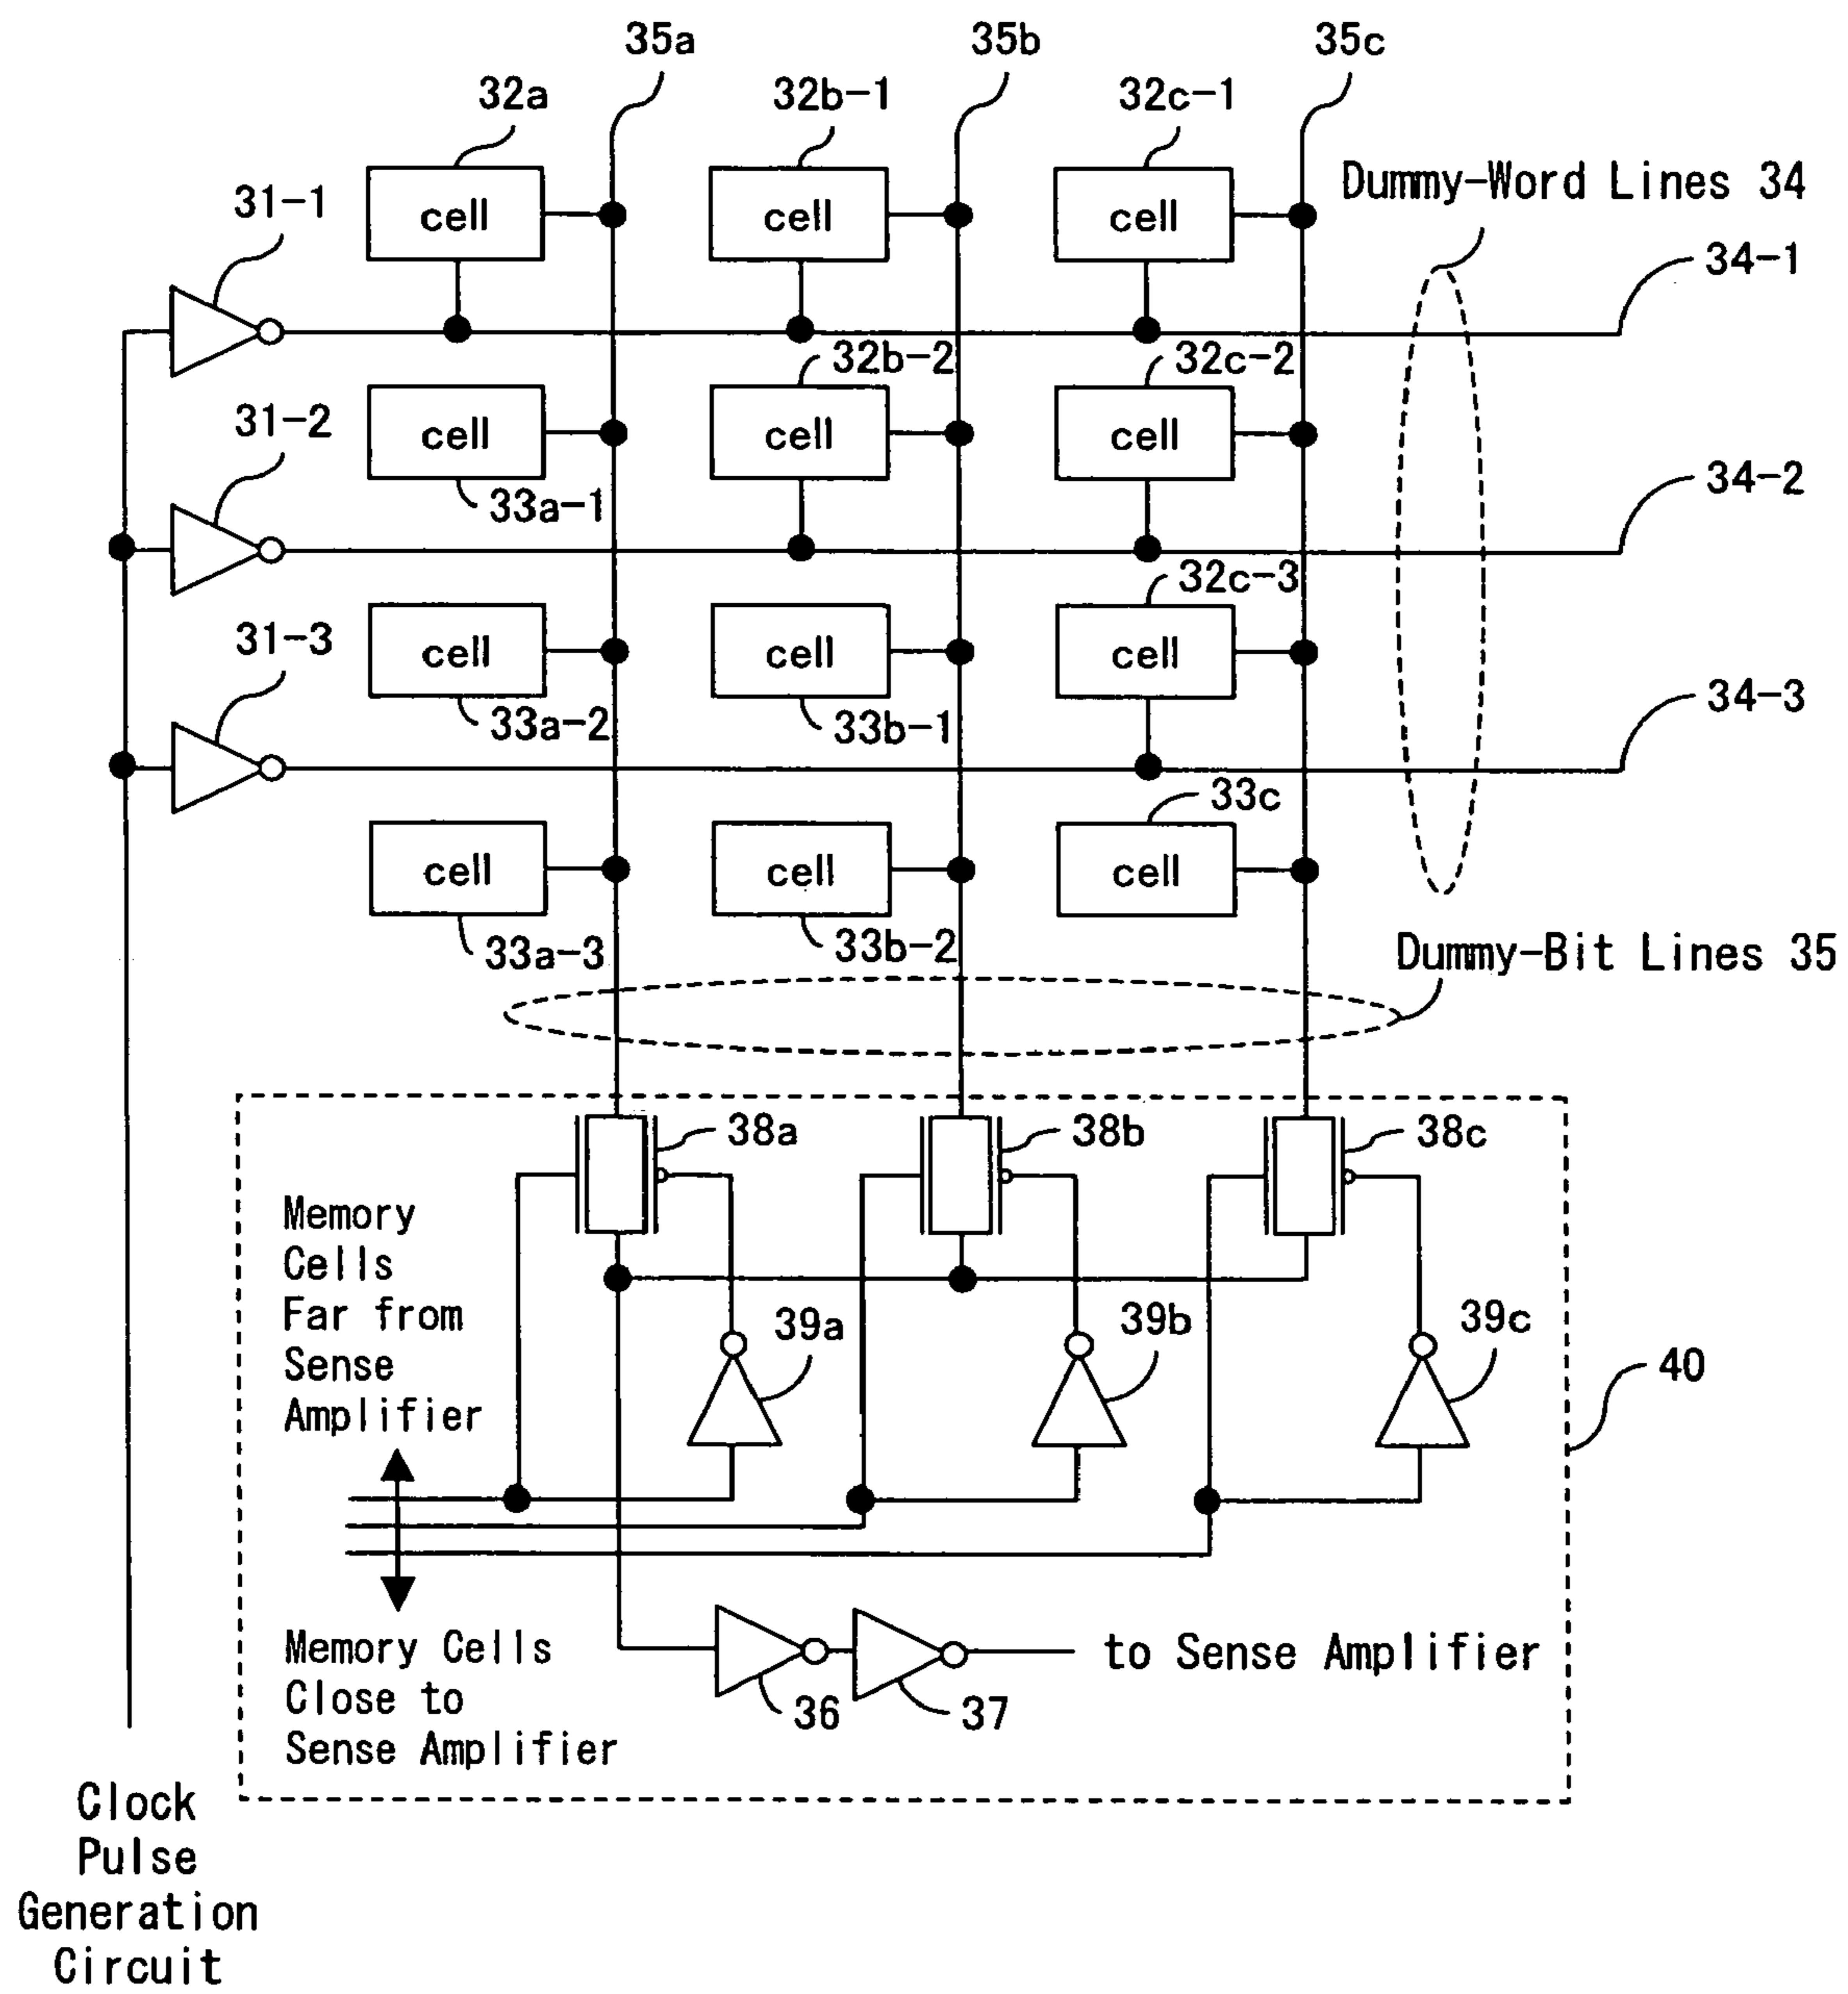 35a
35b
35c
32a
32b-1
32c-1
Dummy-Word Lines 34
31-1
cell
cell
cell
34-1
32b-2
32c-2
31-2
cell
cell
cell
34-2
33a-1
32c-3
31-3
cell
cell
cell
34-3
33a-2
33b-1
33c
cell
cell
cell
33a-3
33b-2
Dummy-Bit Lines 35
38a
38b
38c
Memory
Cells
Far from
Sense
Amplifier
39a
39b
39c
40
Memory Cells
Close to
Sense Amplifier
36
37
to Sense Amplifier
Clock
Pulse
Generation
Circuit